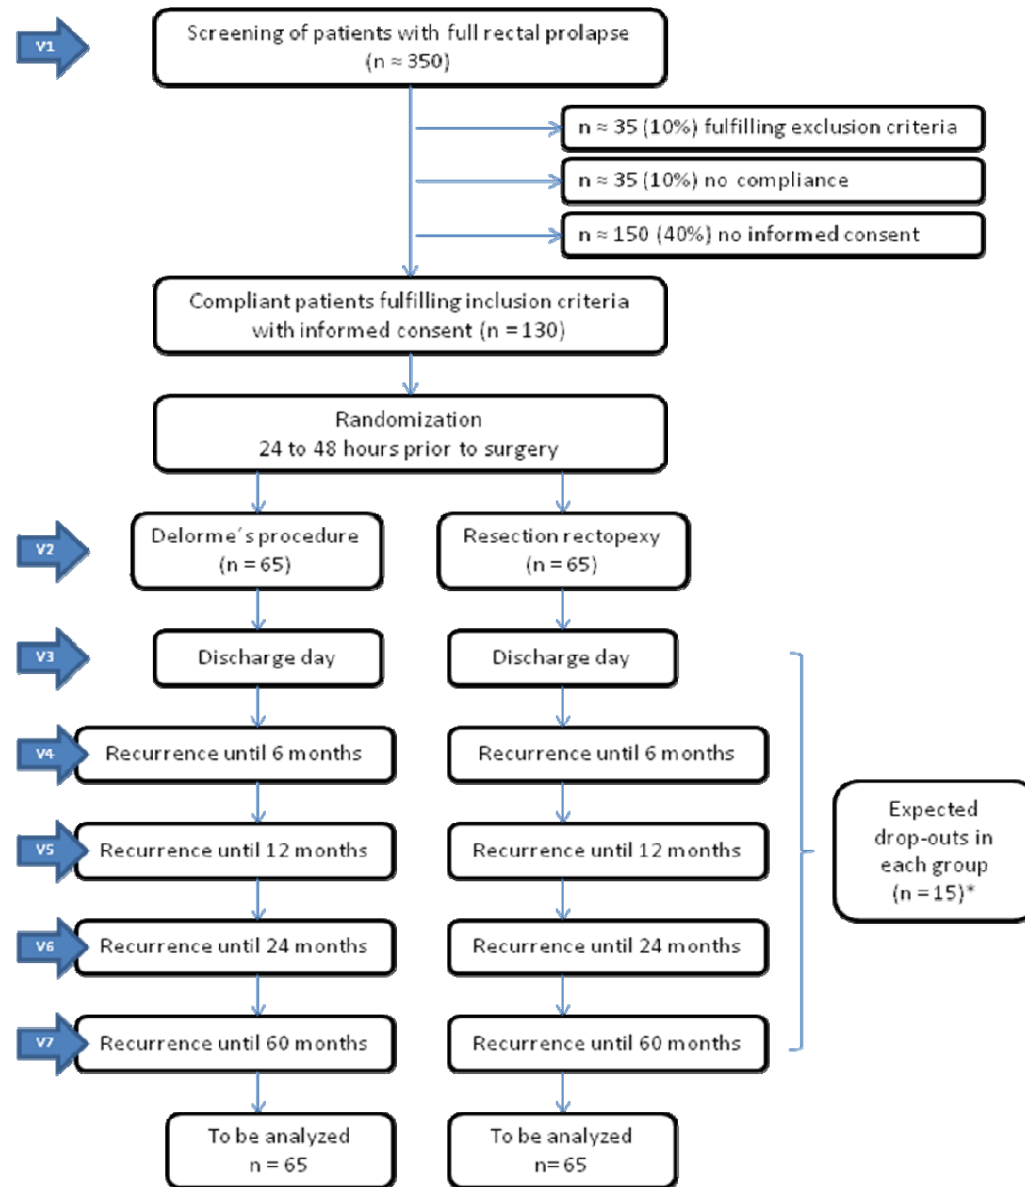 V1
Screening of patients with full rectal prolapse
(n ≈ 350)
n ≈ 35 (10%) fulfilling exclusion criteria
n ≈ 35 (10%) no compliance
n ≈ 150 (40%) no informed consent
Compliant patients fulfilling inclusion criteria
with informed consent (n = 130)
Randomization
24 to 48 hours prior to surgery
V2
Delorme´s procedure
(n = 65)
Resection rectopexy
(n = 65)
V3
Discharge day
Discharge day
V4
Recurrence until 6 months
Recurrence until 6 months
V5
Recurrence until 12 months
Recurrence until 12 months
Expected
drop-outs in
each group
(n = 15)*
V6
Recurrence until 24 months
Recurrence until 24 months
V7
Recurrence until 60 months
Recurrence until 60 months
To be analyzed
n = 65
To be analyzed
n= 65